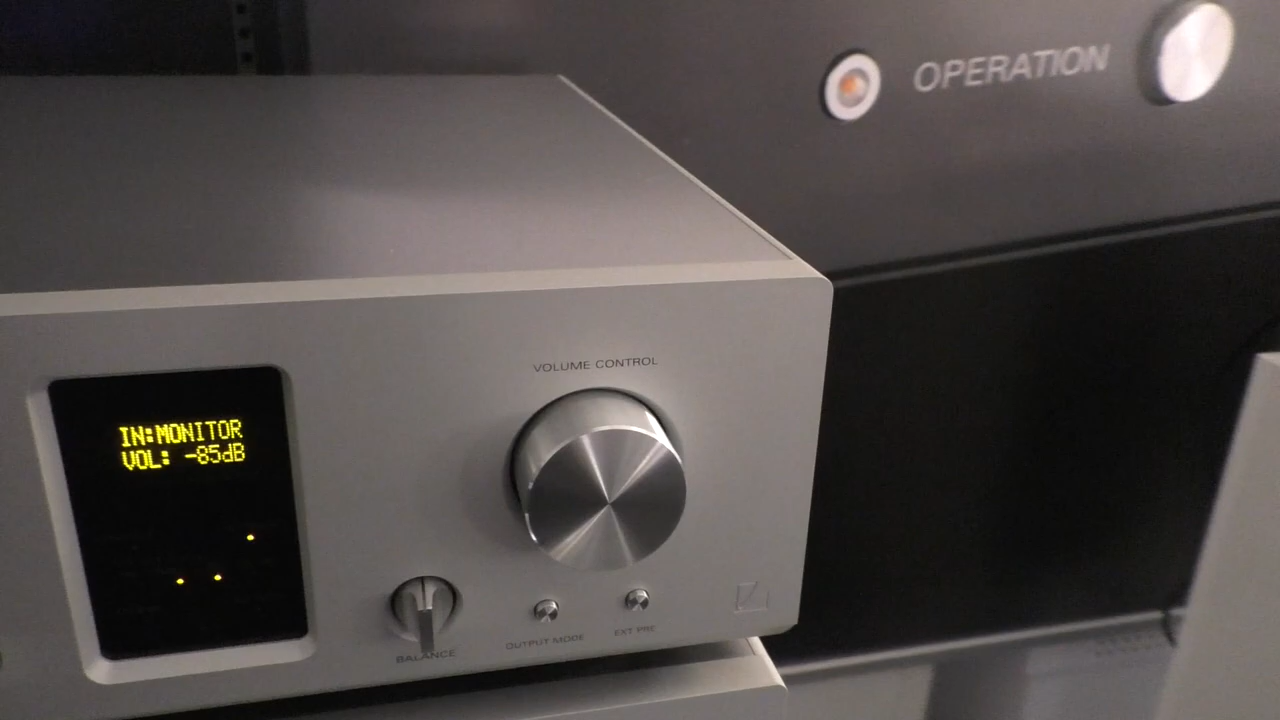 OPERATION
VOLUME CONTROL
IN:MONITOR
VOL: -85dB
BALANCE
OUTPUT MODE
EXT PRE